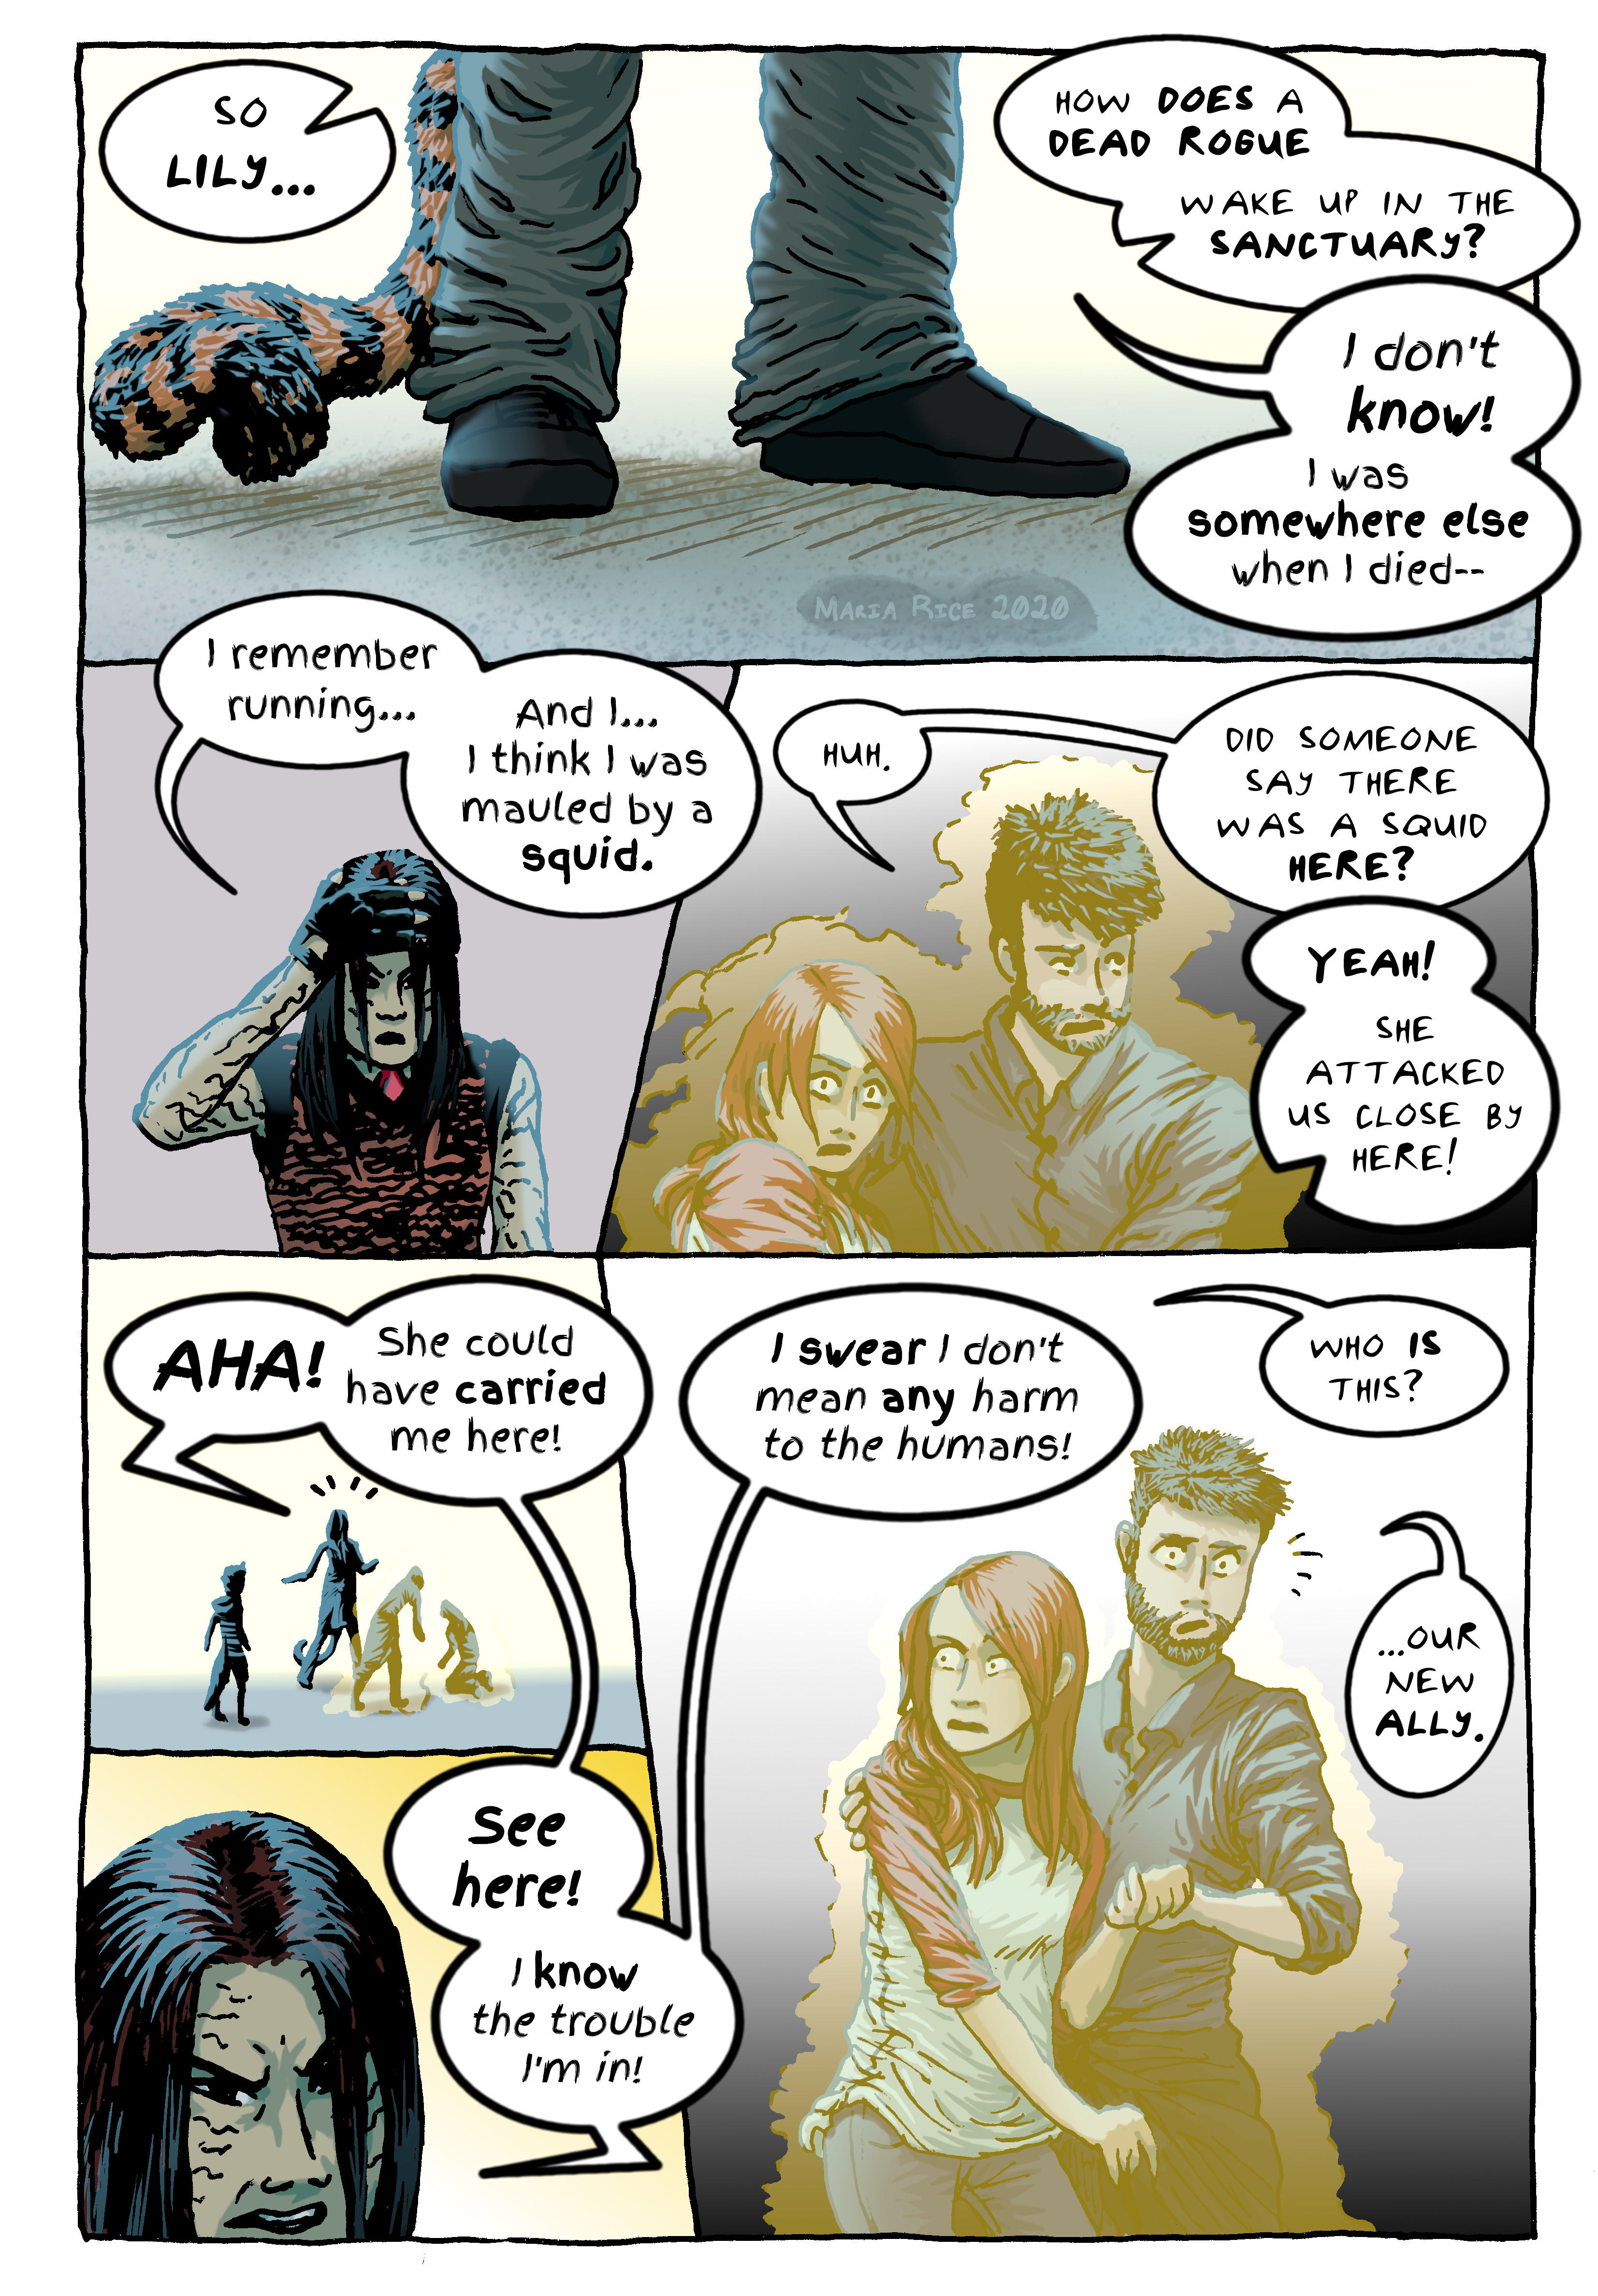 SO
LILY...
HOW DOES A
DEAD ROGUE
WAKE UP IN THE
SANCTUARY?
I don't
know!
I was
somewhere else
when I died--
MARIA RICE 2020
I remember
running...
And I...
I think I was
mauled by a
squid.
HUH.
DID SOMEONE
SAY THERE
WAS A SQUID
HERE?
YEAH!
SHE
ATTACKED
US CLOSE BY
HERE!
AHA!
She could
have carried
me here!
See
here!
I know
the trouble
I'm in!
I swear I don't
mean any harm
to the humans!
WHO IS
THIS?
...OUR
NEW
ALLY.